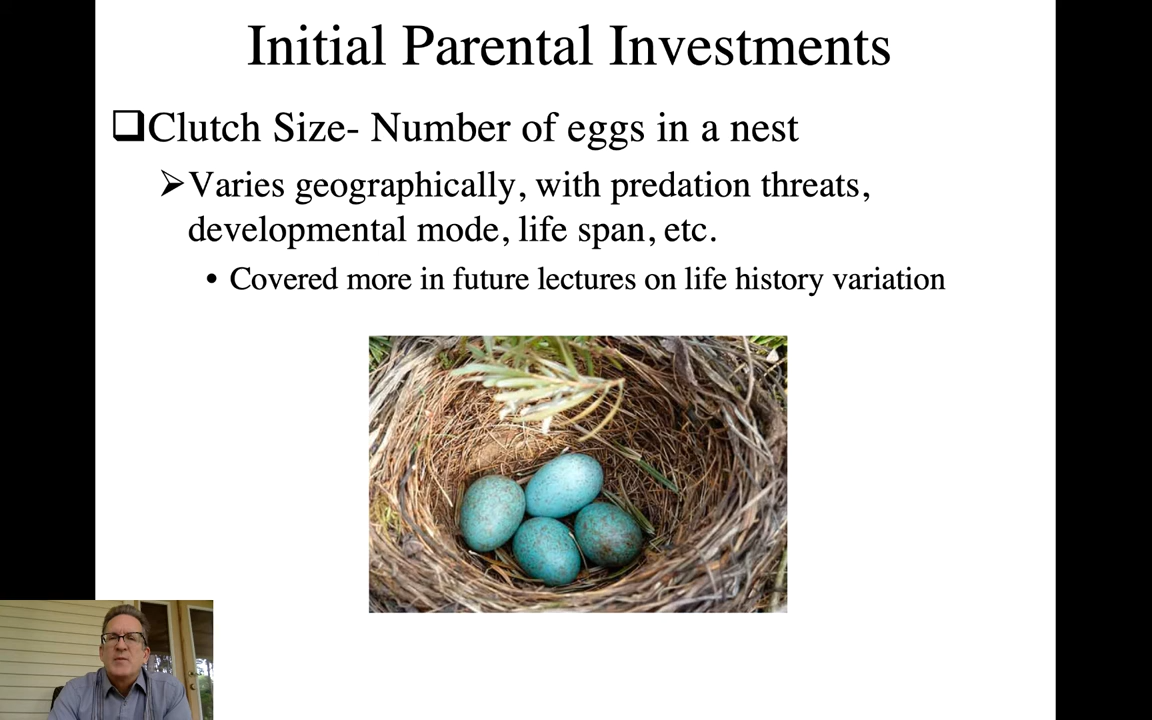 Initial Parental Investments
❑Clutch Size- Number of eggs in a nest
➢Varies geographically, with predation threats,
developmental mode, life span, etc.
• Covered more in future lectures on life history variation